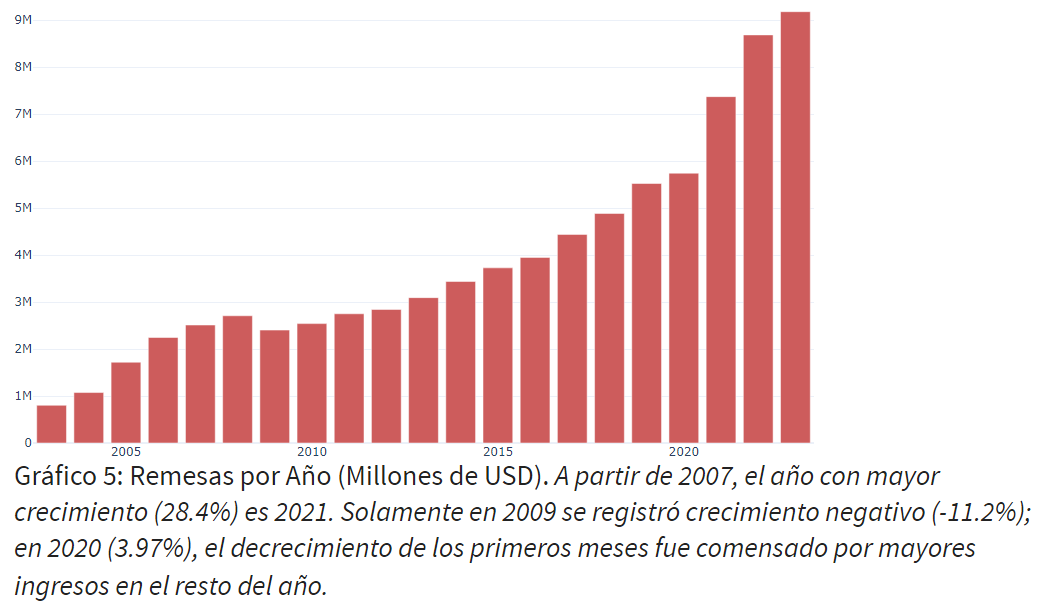 9M
8M
7M
6M
5M
4M
3M
2M
1M
0
2005 2010 2015 2020
Gráfico 5: Remesas por Año (Millones de USD). A partir de 2007, el año con mayor
crecimiento (28.4%) es 2021. Solamente en 2009 se registró crecimiento negativo (-11.2%);
en 2020 (3.97%), el decrecimiento de los primeros meses fue comensado por mayores
ingresos en el resto del año.